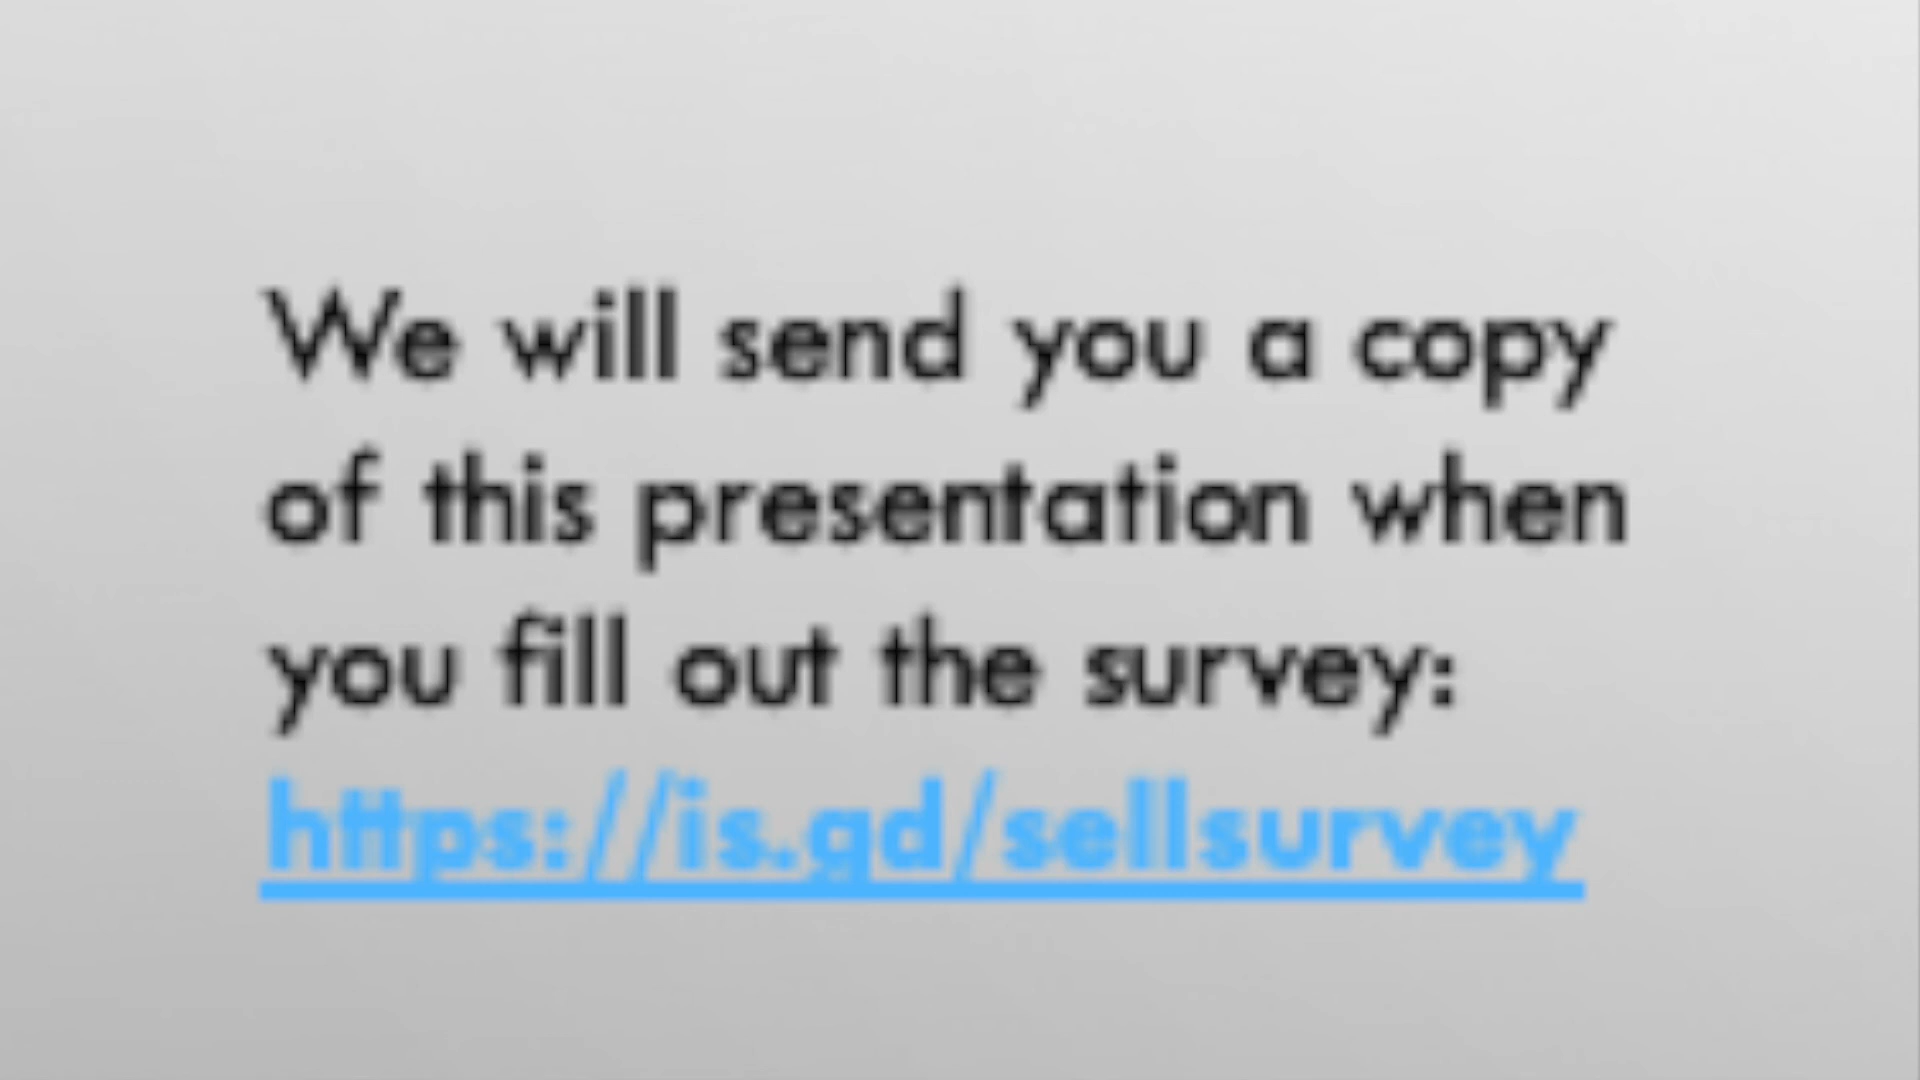 We will send you a copy
of this presentation when
you fill out the survey:
https://is.gd/sellsurvey